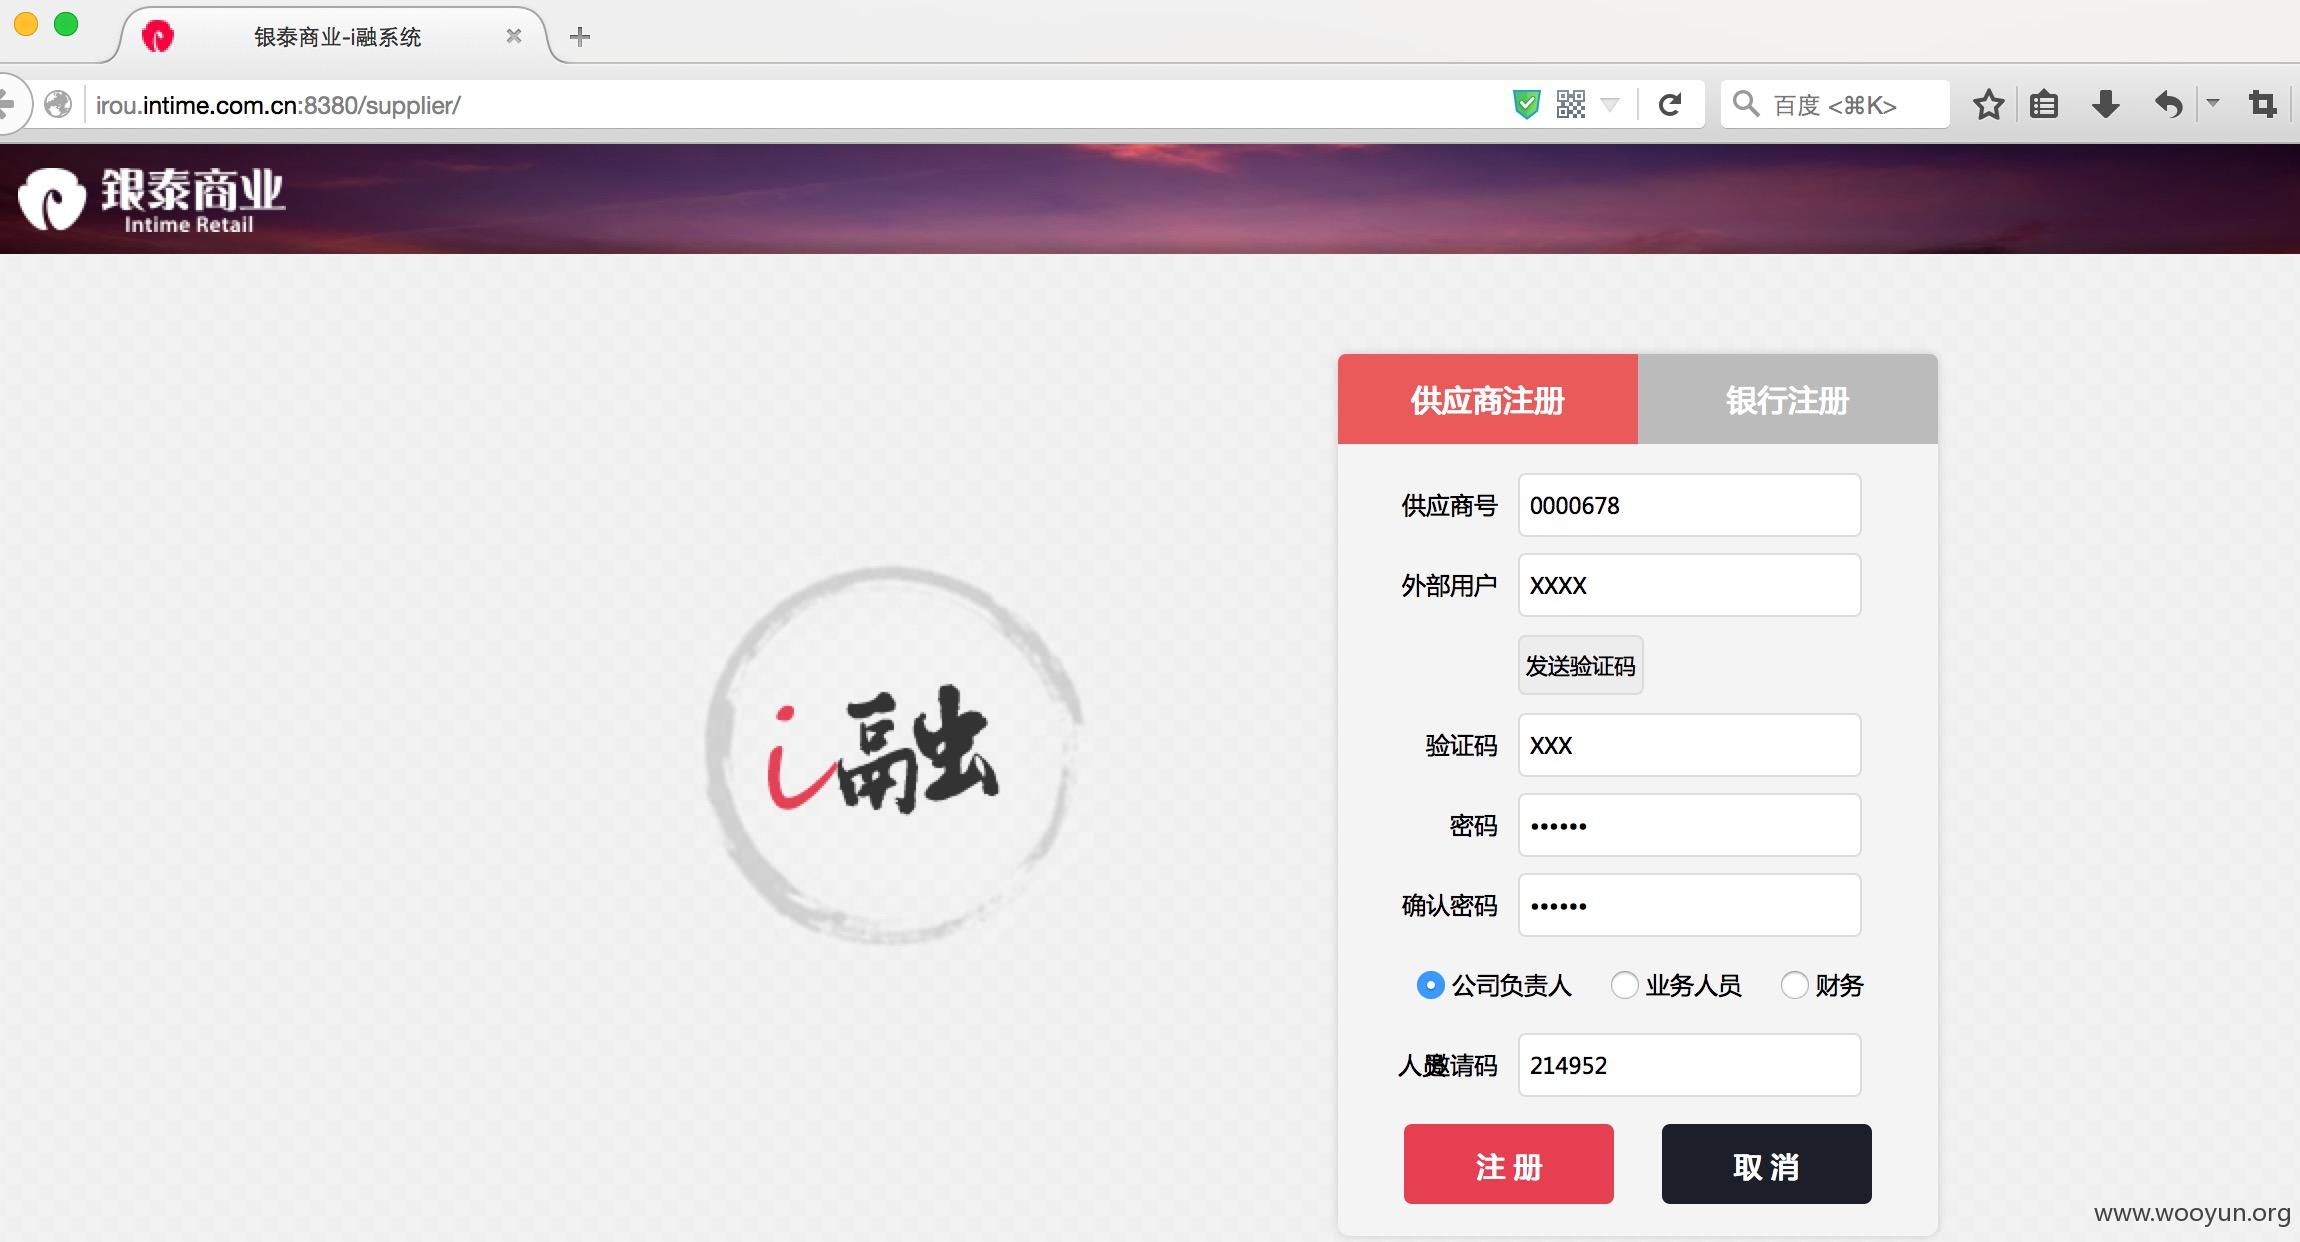 银泰商业-i融系统
irou.intime.com.cn:8380/supplier/
百度 <⌘K>
银泰商业
Intime Retail
供应商注册 银行注册
供应商号 0000678
外部用户 XXXX
发送验证码
验证码 XXX
密码 ••••••
确认密码 ••••••
公司负责人 业务人员 财务
i融
人员邀请码 214952
注 册 取 消
www.wooyun.org